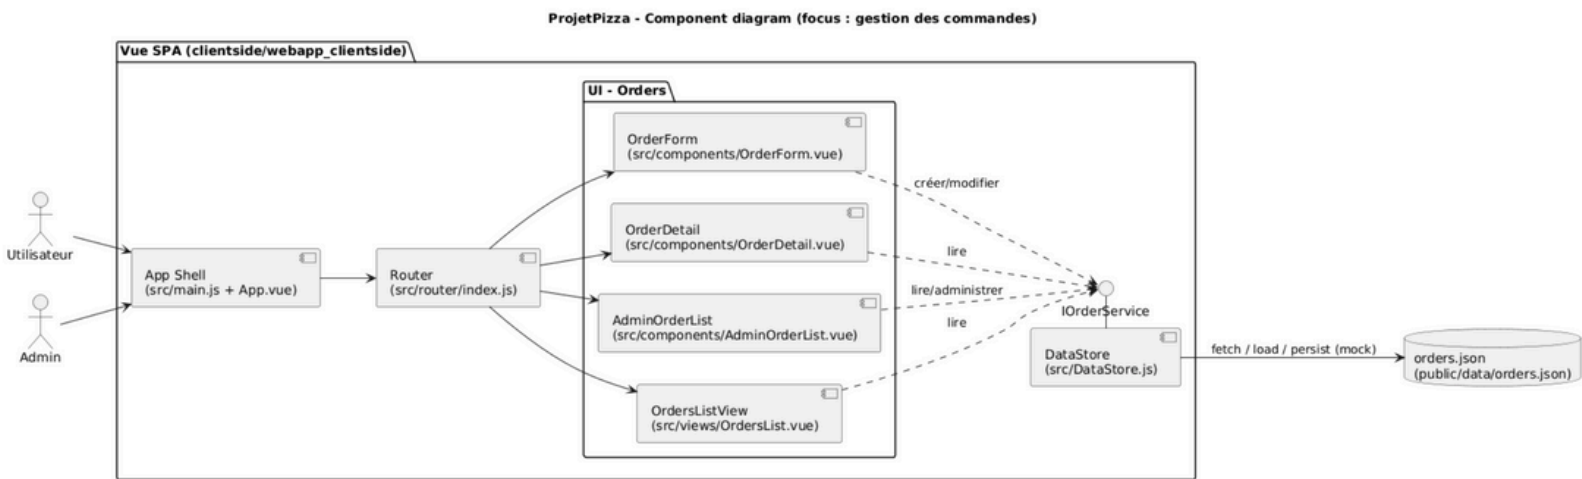 ProjetPizza - Component diagram (focus : gestion des commandes)
Vue SPA (clientside/webapp_clientside)
UI - Orders
OrderForm
(src/components/OrderForm.vue)
créer/modifier
OrderDetail
(src/components/OrderDetail.vue)
lire
Utilisateur
App Shell
(src/main.js + App.vue)
Router
(src/router/index.js)
lire/administrer
AdminOrderList
(src/components/AdminOrderList.vue)
lire
IOrderService
Admin
DataStore
(src/DataStore.js)
fetch / load / persist (mock)
orders.json
(public/data/orders.json)
OrdersListView
(src/views/OrdersList.vue)